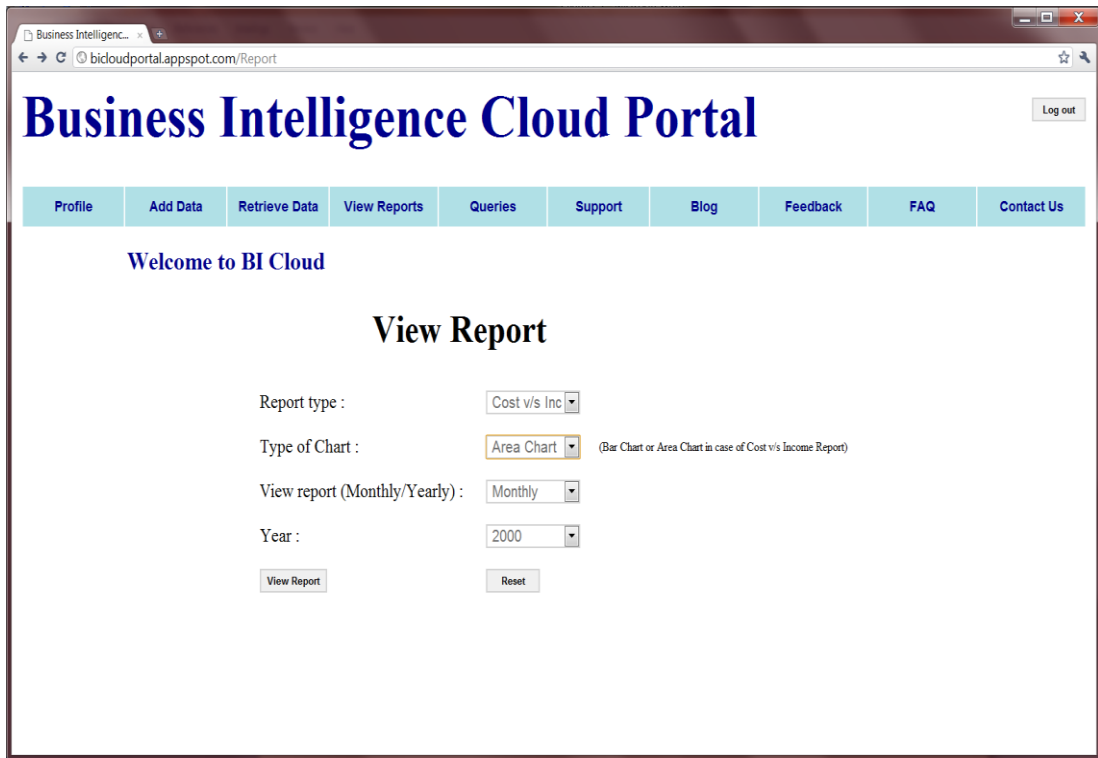 Business Intelligenc...
bicloudportal.appspot.com/Report
Business Intelligence Cloud Portal
Log out
Profile Add Data Retrieve Data View Reports Queries Support Blog Feedback FAQ Contact Us
Welcome to BI Cloud
View Report
Report type : Cost v/s Inc
Type of Chart : Area Chart (Bar Chart or Area Chart in case of Cost v/s Income Report)
View report (Monthly/Yearly) : Monthly
Year : 2000
View Report Reset